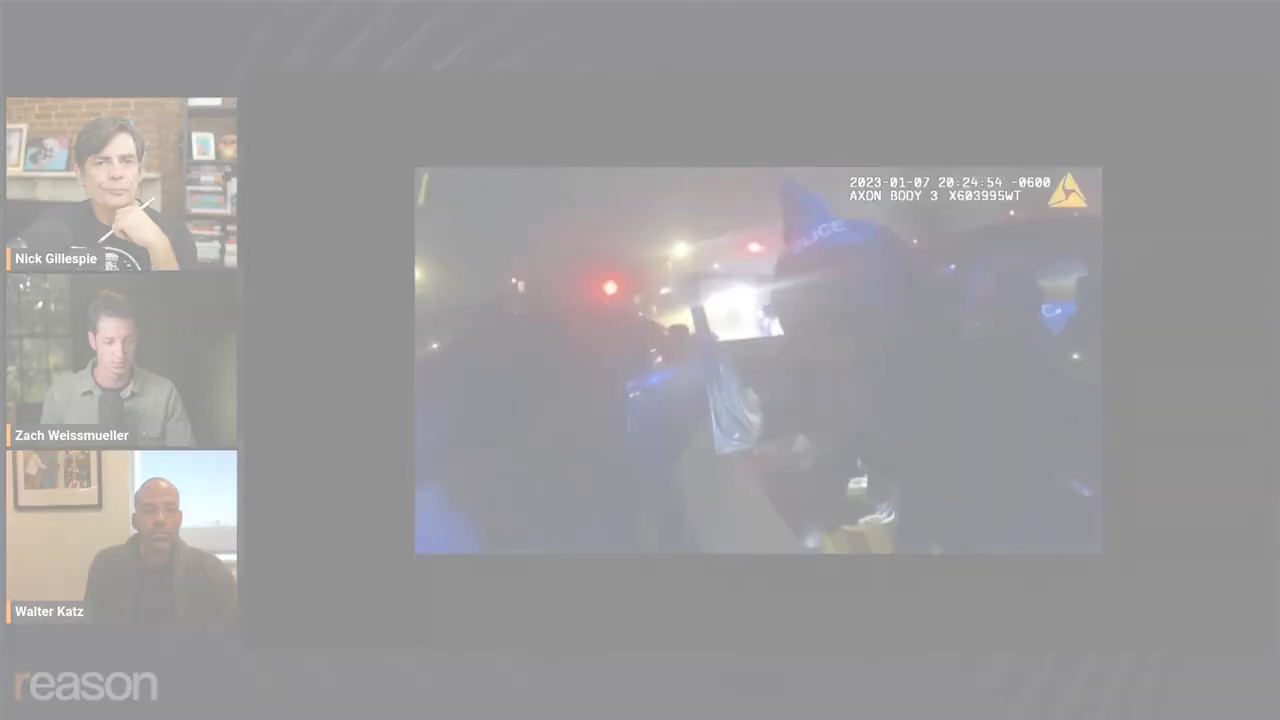 2023-01-07 20:24:54 -0600
AXON BODY 3 X603995WT
POLICE
Nick Gillespie
Zach Weissmueller
Walter Katz
reason